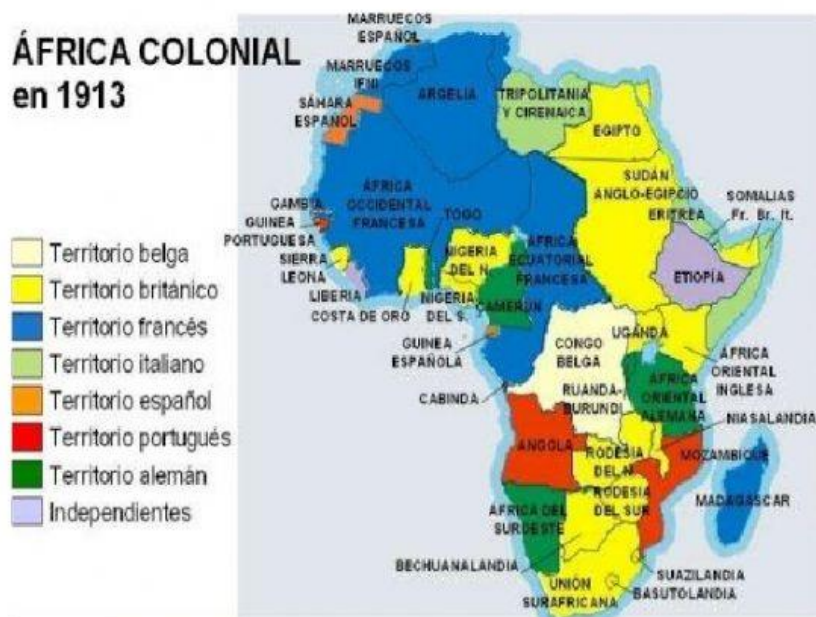 ÁFRICA COLONIAL
en 1913
Territorio belga
Territorio británico
Territorio francés
Territorio italiano
Territorio español
Territorio portugués
Territorio alemán
Independientes
MARRUECOS
ESPAÑOL
MARRUECOS
IFNI
SÁHARA
ESPAÑOL
ARGELIA
TRIPOLITANIA
Y CIRENAICA
EGIPTO
ÁFRICA
OCCIDENTAL
FRANCESA
SUDÁN
ANGLO-EGIPCIO
ERITREA
SOMALIAS
Fr. Br. It.
GAMBIA
GUINEA
PORTUGUESA
SIERRA
LEONA
LIBERIA
COSTA DE ORO
TOGO
NIGERIA
DEL N.
NIGERIA
DEL S.
ÁFRICA
ECUATORIAL
FRANCESA
CAMERÚN
ETIOPÍA
GUINEA
ESPAÑOLA
CABINDA
CONGO
BELGA
UGANDA
ÁFRICA
ORIENTAL
INGLESA
RUANDA-
BURUNDI
ÁFRICA
ORIENTAL
ALEMANA
NIASALANDIA
ANGOLA
RODESIA
DEL N.
MOZAMBIQUE
RODESIA
DEL SUR
MADAGASCAR
ÁFRICA DEL
SURDESTE
BECHUANALANDIA
SUAZILANDIA
BASUTOLANDIA
UNIÓN
SURAFRICANA